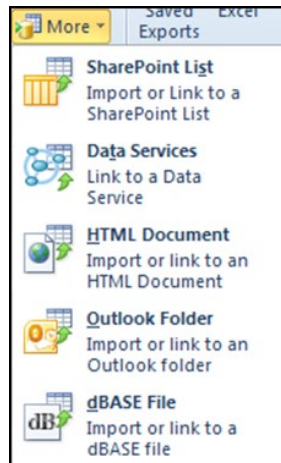 More
Saved Excel
Exports
SharePoint List
Import or Link to a
SharePoint List
Data Services
Link to a Data
Service
HTML Document
Import or link to an
HTML Document
Outlook Folder
Import or link to an
Outlook folder
dBASE File
Import or link to a
dBASE file
dB